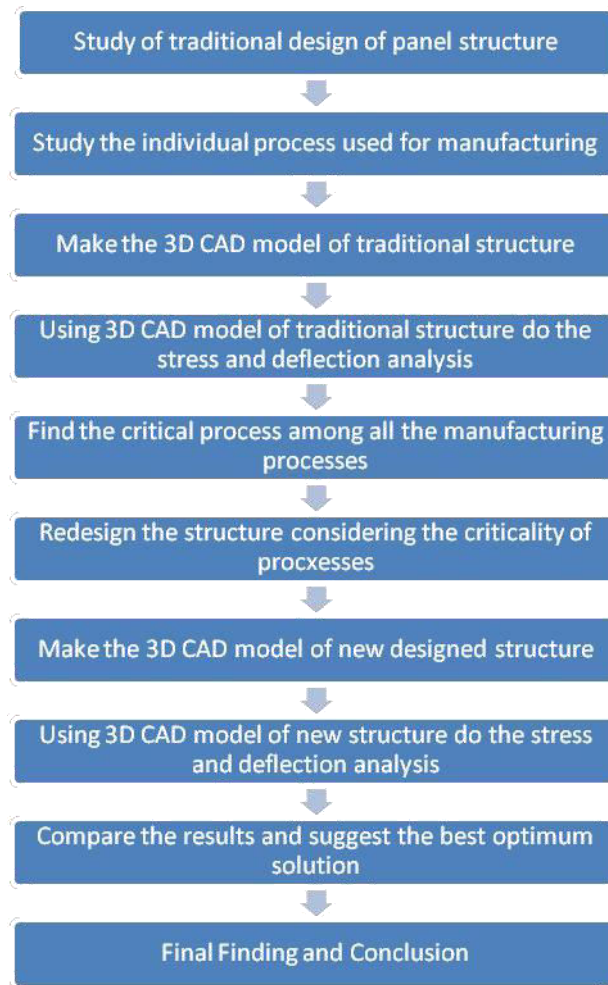 Study of traditional design of panel structure
Study the individual process used for manufacturing
Make the 3D CAD model of traditional structure
Using 3D CAD model of traditional structure do the
stress and deflection analysis
Find the critical process among all the manufacturing
processes
Redesign the structure considering the criticality of
procxesses
Make the 3D CAD model of new designed structure
Using 3D CAD model of new structure do the stress
and deflection analysis
Compare the results and suggest the best optimum
solution
Final Finding and Conclusion